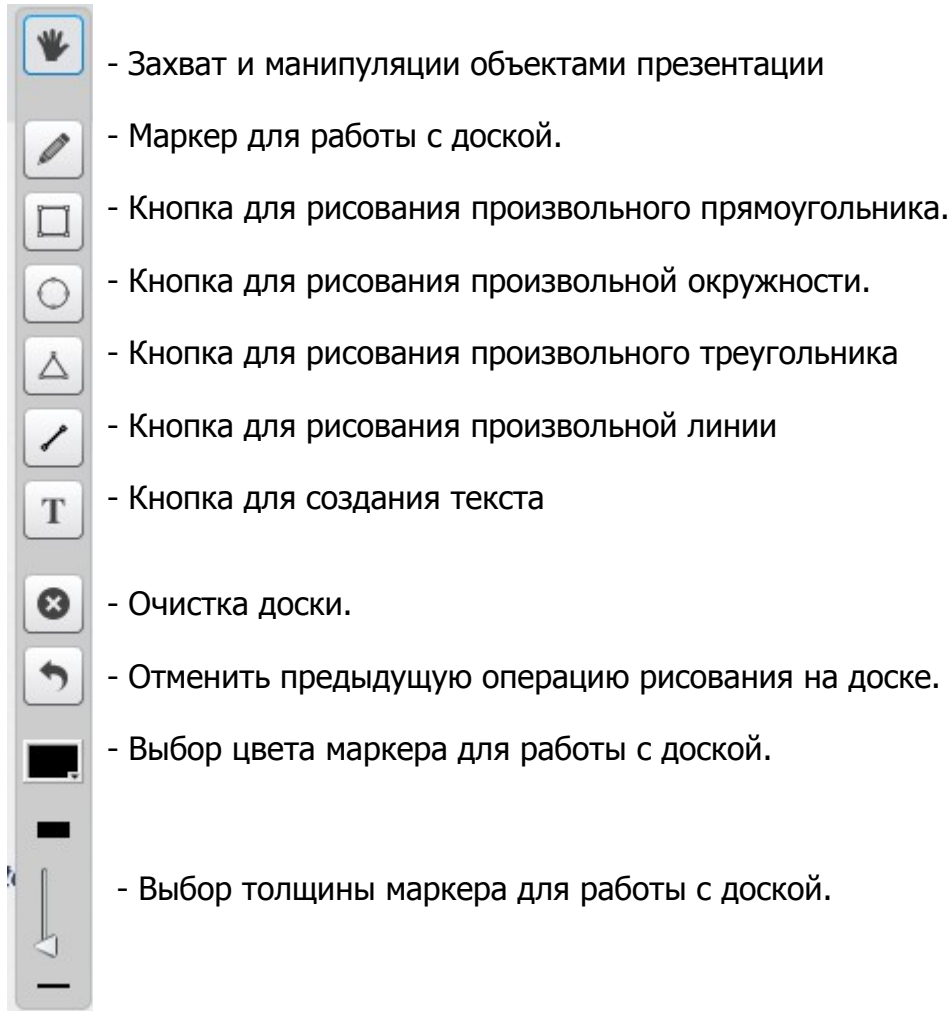 - Захват и манипуляции объектами презентации
- Маркер для работы с доской.
- Кнопка для рисования произвольного прямоугольника.
- Кнопка для рисования произвольной окружности.
- Кнопка для рисования произвольного треугольника
- Кнопка для рисования произвольной линии
T - Кнопка для создания текста
- Очистка доски.
- Отменить предыдущую операцию рисования на доске.
- Выбор цвета маркера для работы с доской.
- Выбор толщины маркера для работы с доской.